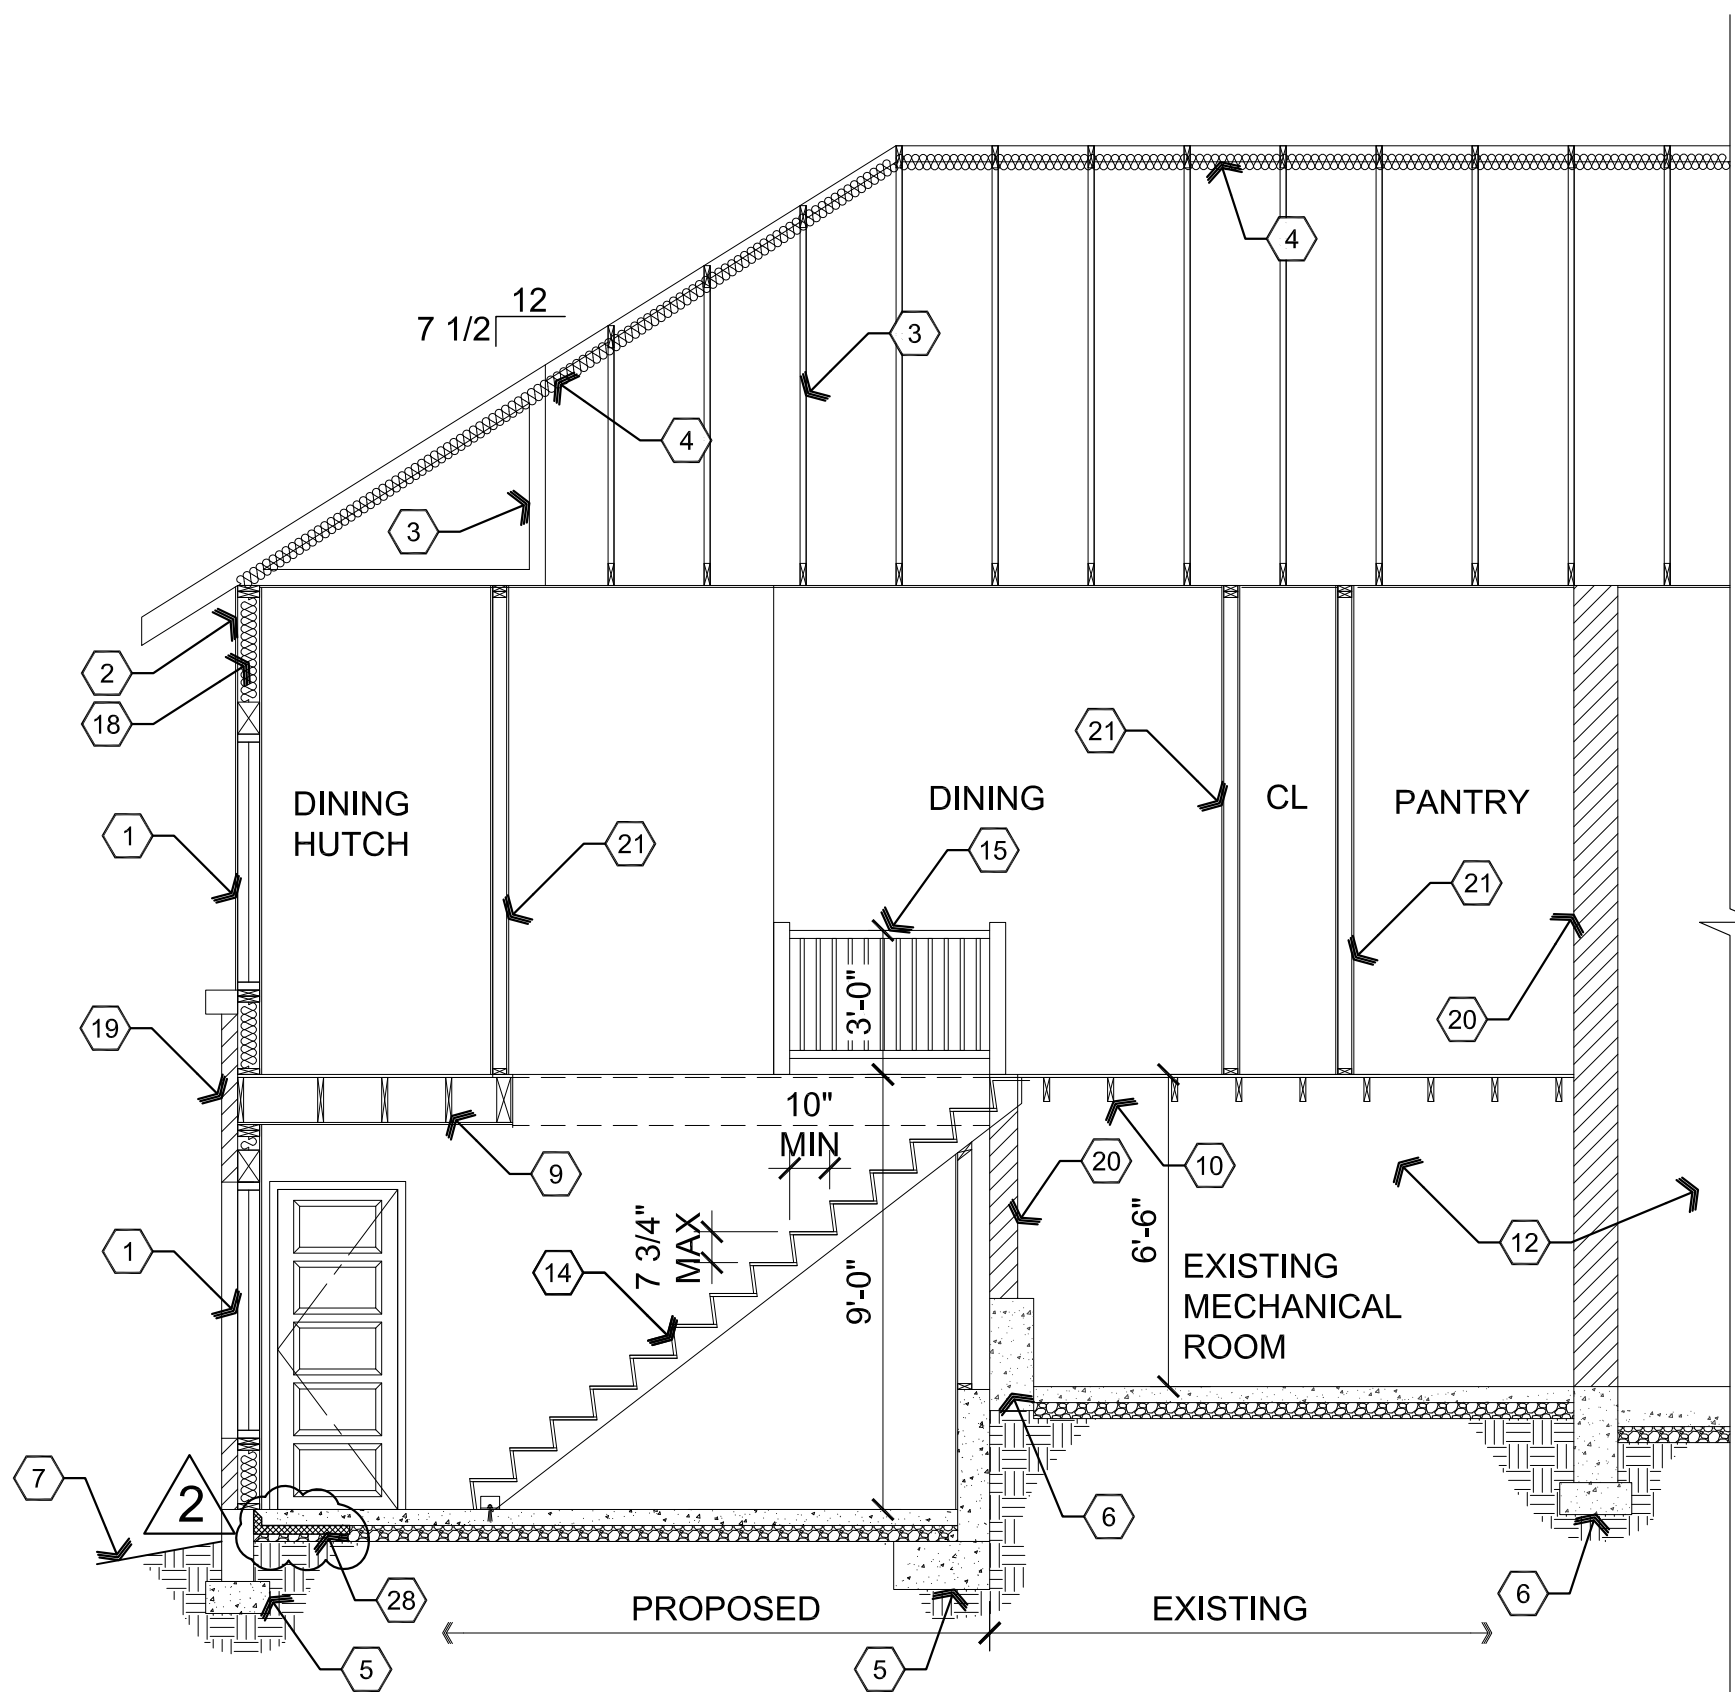 4
12
7 1/2
3
4
3
2
18
21
DINING
HUTCH
DINING
CL
PANTRY
1
21
15
21
3'-0"
20
19
10"
MIN
9
20
10
7 3/4"
MAX
6'-6"
12
1
14
9'-0"
EXISTING
MECHANICAL
ROOM
7
2
6
28
6
PROPOSED
EXISTING
5
5